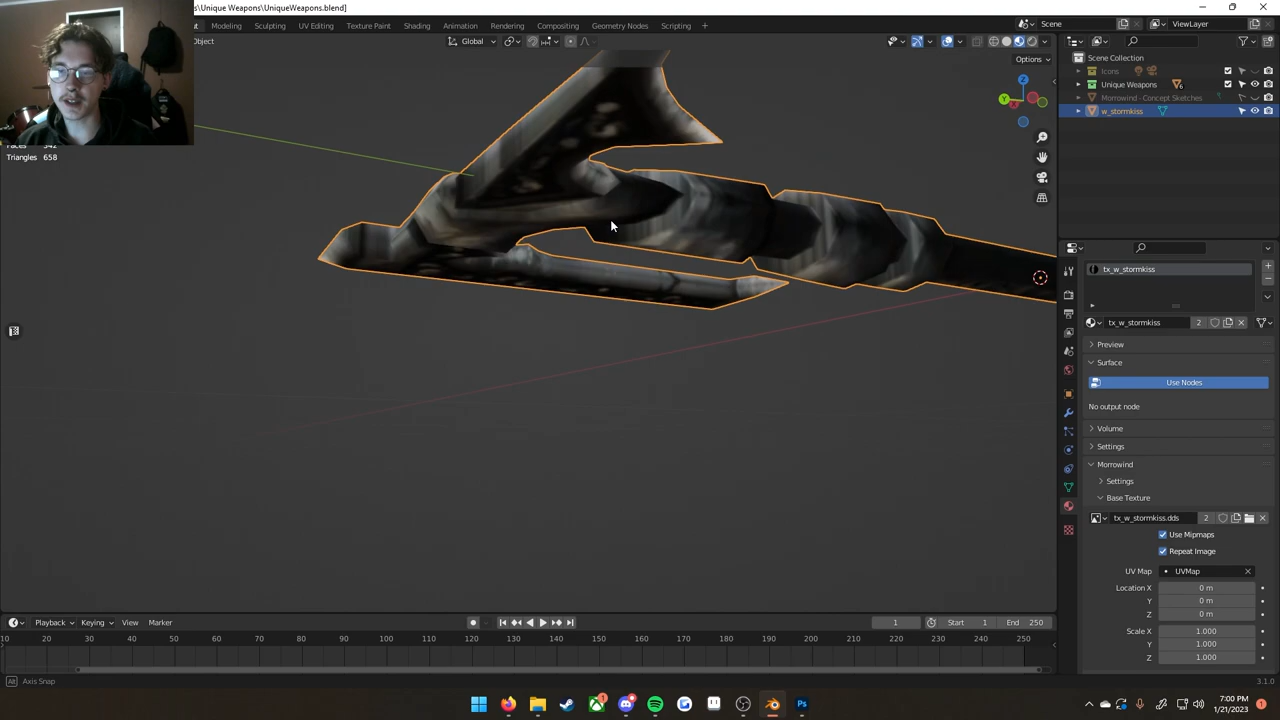 s\Unique Weapons\UniqueWeapons.blend]
Modeling Sculpting UV Editing Texture Paint Shading Animation Rendering Compositing Geometry Nodes Scripting +
Scene ViewLayer
Object Global
Options
Scene Collection
Icons
Unique Weapons 6
Morrowind - Concept Sketches
w_stormkiss
Faces 342
Triangles 658
Z
Y
X
tx_w_stormkiss
tx_w_stormkiss 2
Preview
Surface
Use Nodes
No output node
Volume
Settings
Morrowind
Settings
Base Texture
tx_w_stormkiss.dds 2
Use Mipmaps
Repeat Image
UV Map UVMap
Location X 0 m
Y 0 m
Z 0 m
Scale X 1.000
Y 1.000
Z 1.000
Playback Keying View Marker
1 Start 1 End 250
10 20 30 40 50 60 70 80 90 100 110 120 130 140 150 160 170 180 190 200 210 220 230 240 250
Alt Axis Snap
3.1.0
7:00 PM
1/21/2023